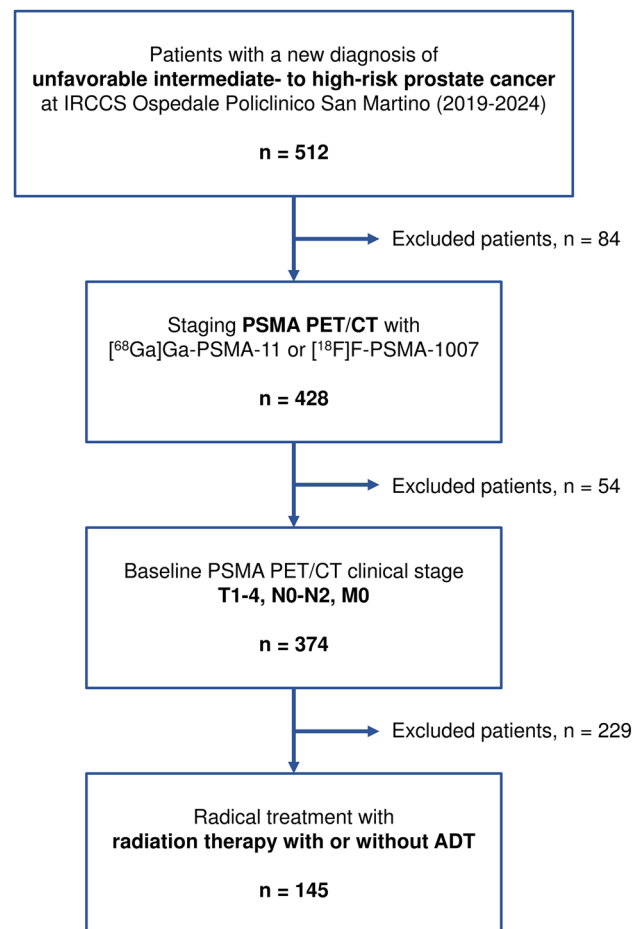 Patients with a new diagnosis of
unfavorable intermediate- to high-risk prostate cancer
at IRCCS Ospedale Policlinico San Martino (2019-2024)
n = 512
Excluded patients, n = 84
Staging PSMA PET/CT with
[⁶⁸Ga]Ga-PSMA-11 or [¹⁸F]F-PSMA-1007
n = 428
Excluded patients, n = 54
Baseline PSMA PET/CT clinical stage
T1-4, N0-N2, M0
n = 374
Excluded patients, n = 229
Radical treatment with
radiation therapy with or without ADT
n = 145